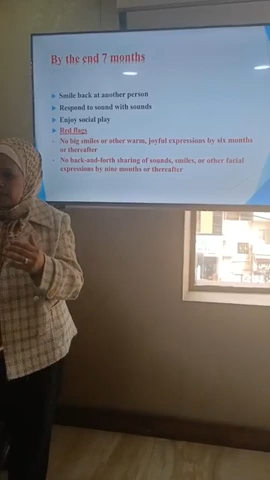 By the end 7 months
Smile back at another person
Respond to sound with sounds
Enjoy social play
Red flags
- No big smiles or other warm, joyful expressions by six months
or thereafter
- No back-and-forth sharing of sounds, smiles, or other facial
expressions by nine months or thereafter